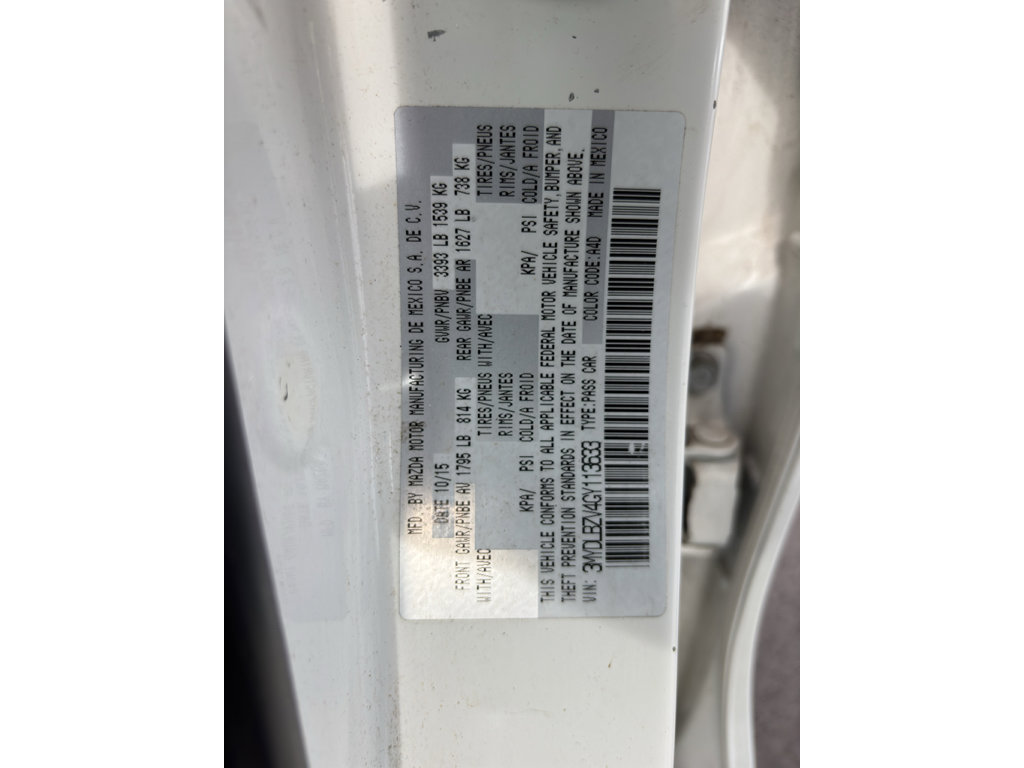 MFD. BY MAZDA MOTOR MANUFACTURING DE MEXICO S.A. DE C.V.
DATE 10/15 GVWR/PNBV 3393 LB 1539 KG
FRONT GAWR/PNBE AV 1795 LB 814 KG REAR GAWR/PNBE AR 1627 LB 738 KG
WITH/AVEC TIRES/PNEUS WITH/AVEC TIRES/PNEUS
RIMS/JANTES RIMS/JANTES
KPA/ PSI COLD/A FROID KPA/ PSI COLD/A FROID
THIS VEHICLE CONFORMS TO ALL APPLICABLE FEDERAL MOTOR VEHICLE SAFETY, BUMPER, AND
THEFT PREVENTION STANDARDS IN EFFECT ON THE DATE OF MANUFACTURE SHOWN ABOVE.
VIN: 3MYDLBZV4GY113633 TYPE:PASS CAR COLOR CODE:A4D MADE IN MEXICO